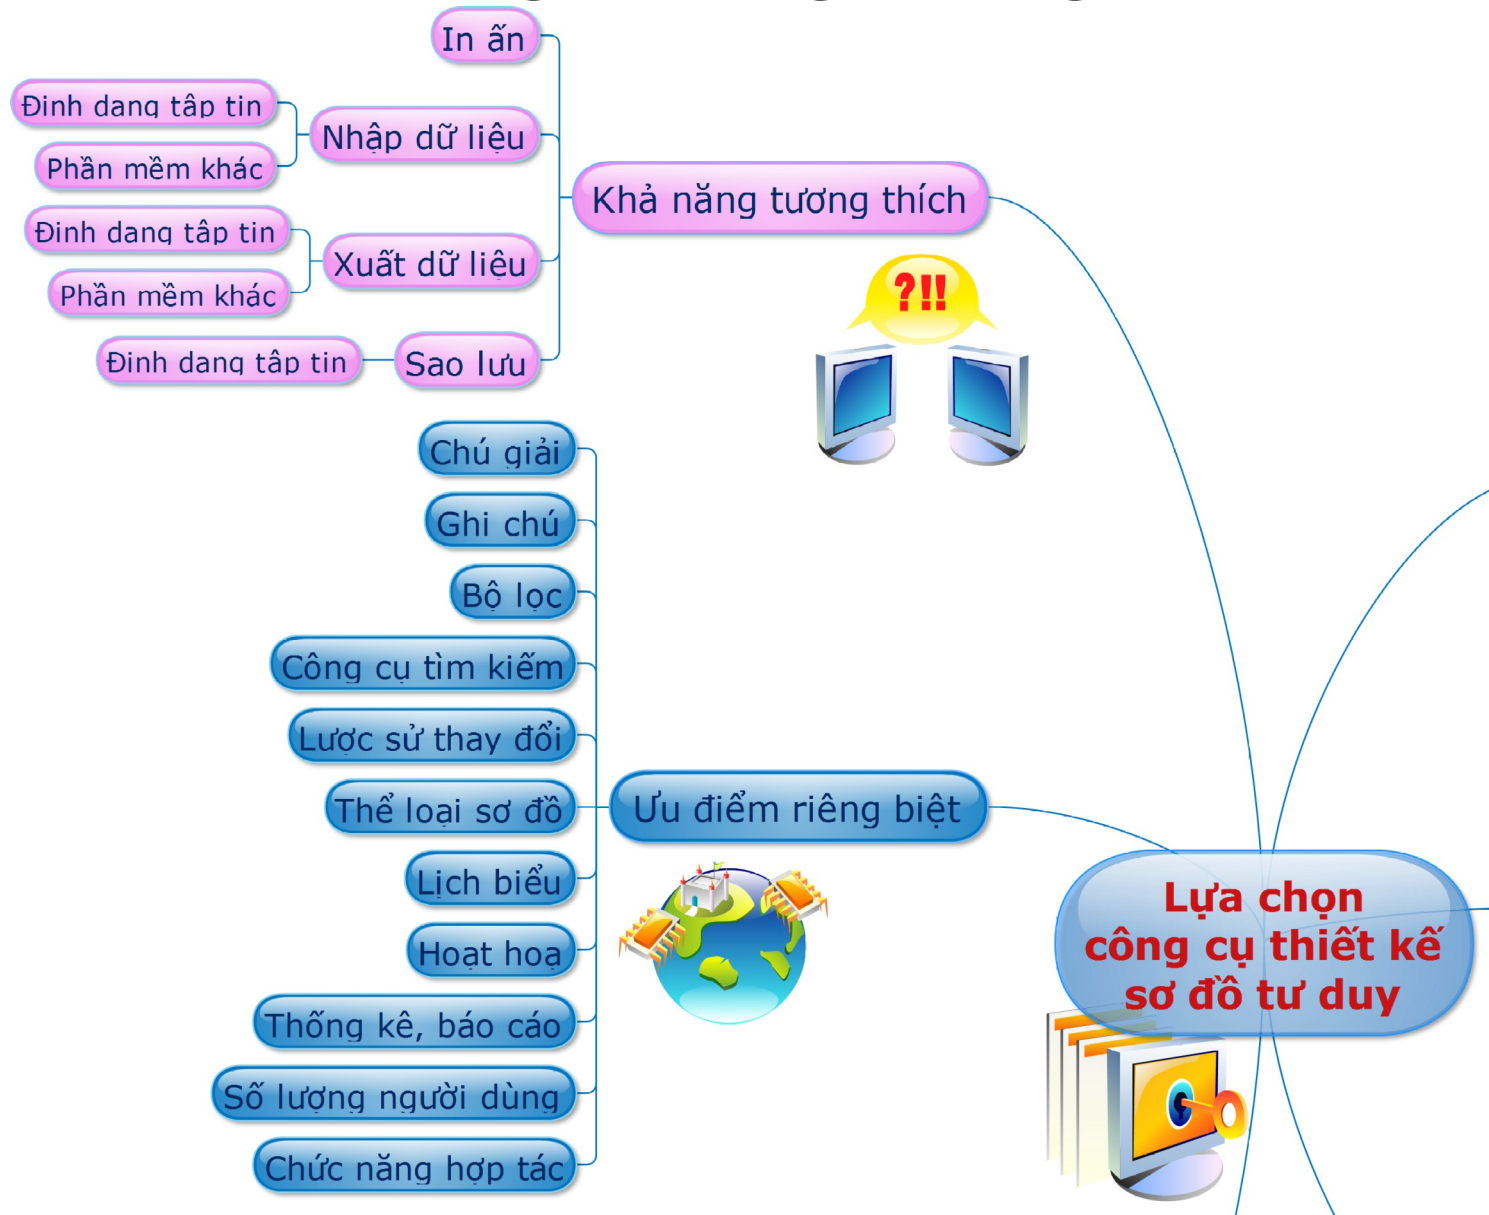 In ấn
Định dạng tập tin
Nhập dữ liệu
Phần mềm khác
Khả năng tương thích
Định dạng tập tin
Xuất dữ liệu
Phần mềm khác
?!!
Định dạng tập tin
Sao lưu
Chú giải
Ghi chú
Bộ lọc
Công cụ tìm kiếm
Lược sử thay đổi
Thể loại sơ đồ
Ưu điểm riêng biệt
Lịch biểu
Hoạt hoạ
Thống kê, báo cáo
Số lượng người dùng
Chức năng hợp tác
Lựa chọn
công cụ thiết kế
sơ đồ tư duy